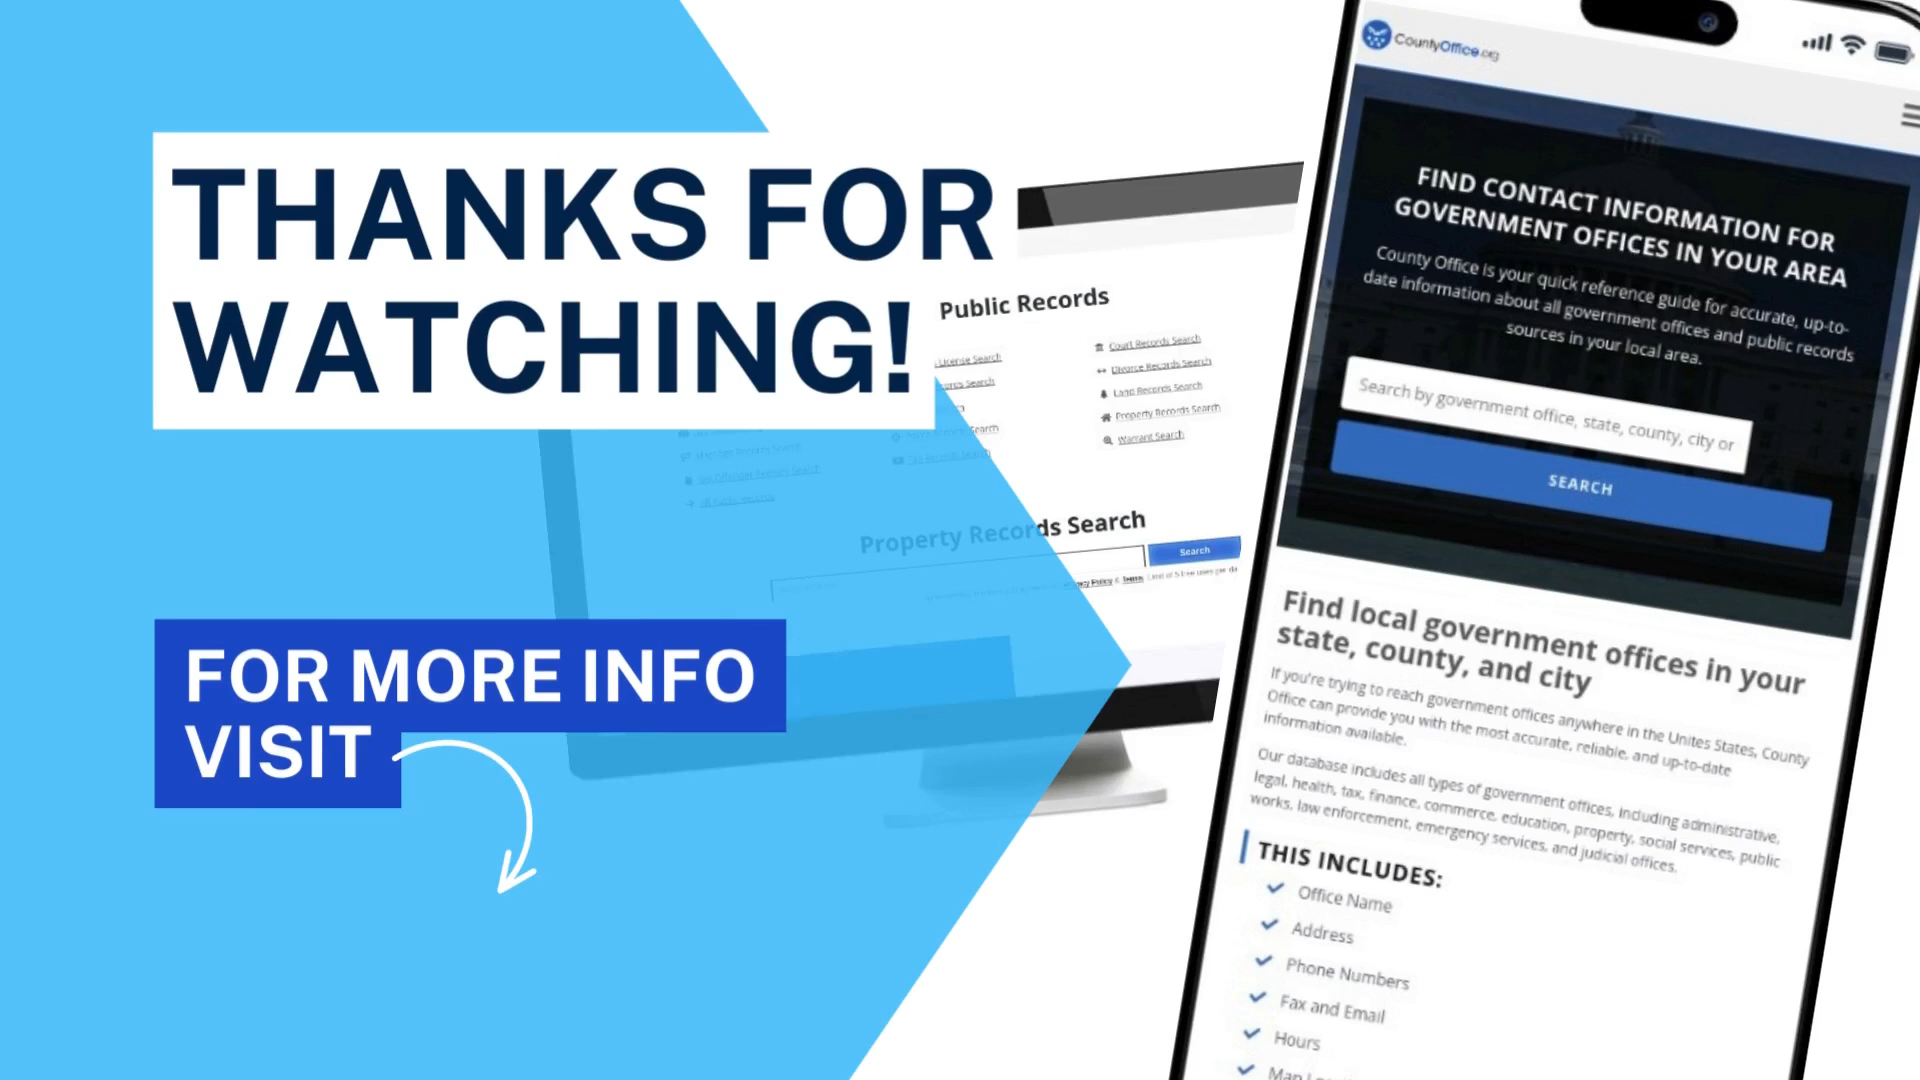 THANKS FOR
WATCHING!
FOR MORE INFO
VISIT
Public Records
License Search
Search
Search
Court Records Search
Divorce Records Search
Land Records Search
Property Records Search
Warrant Search
Property Records Search
Search
Policy & Terms
CountyOffice.org
FIND CONTACT INFORMATION FOR
GOVERNMENT OFFICES IN YOUR AREA
County Office is your quick reference guide for accurate, up-to-
date information about all government offices and public records
sources in your local area.
Search by government office, state, county, city or
SEARCH
Find local government offices in your
state, county, and city
If you're trying to reach government offices anywhere in the Unites States, County
Office can provide you with the most accurate, reliable, and up-to-date
information available.
Our database includes all types of government offices, including administrative,
legal, health, tax, finance, commerce, education, property, social services, public
works, law enforcement, emergency services, and judicial offices.
THIS INCLUDES:
Office Name
Address
Phone Numbers
Fax and Email
Hours